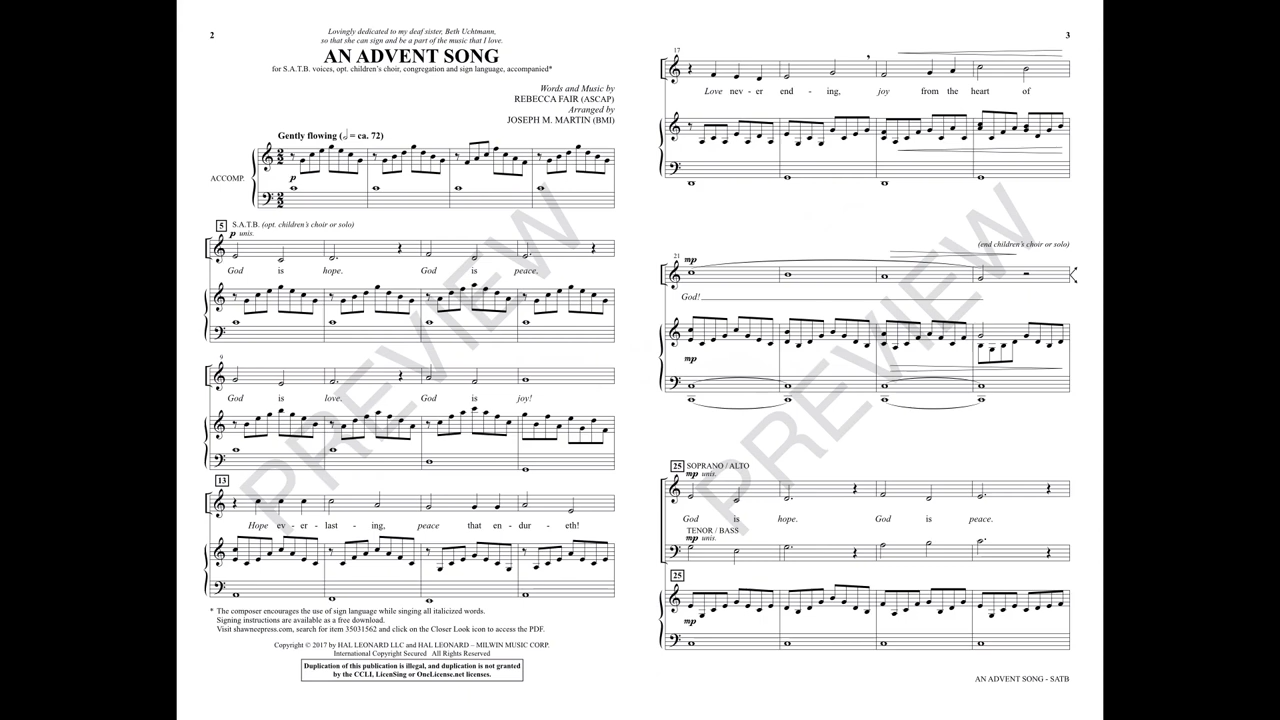 2
Lovingly dedicated to my deaf sister, Beth Uchtmann,
so that she can sign and be a part of the music that I love.
AN ADVENT SONG
for S.A.T.B. voices, opt. children's choir, congregation and sign language, accompanied*
Words and Music by
REBECCA FAIR (ASCAP)
Arranged by
JOSEPH M. MARTIN (BMI)
Gently flowing (𝅗𝅥 = ca. 72)
ACCOMP.
p
5 S.A.T.B. (opt. children's choir or solo)
p unis.
God is hope. God is peace.
9
God is love. God is joy!
13
Hope ev - er - last - ing, peace that en - dur - eth!
* The composer encourages the use of sign language while singing all italicized words.
Signing instructions are available as a free download.
Visit shawneepress.com, search for item 35031562 and click on the Closer Look icon to access the PDF.
Copyright © 2017 by HAL LEONARD LLC and HAL LEONARD – MILWIN MUSIC CORP.
International Copyright Secured All Rights Reserved
Duplication of this publication is illegal, and duplication is not granted
by the CCLI, LicenSing or OneLicense.net licenses.
PREVIEW
3
17
Love nev - er end - ing, joy from the heart of
(end children's choir or solo)
21
mp
God!
mp
25 SOPRANO / ALTO
mp unis.
God is hope. God is peace.
TENOR / BASS
mp unis.
25
mp
AN ADVENT SONG - SATB
PREVIEW